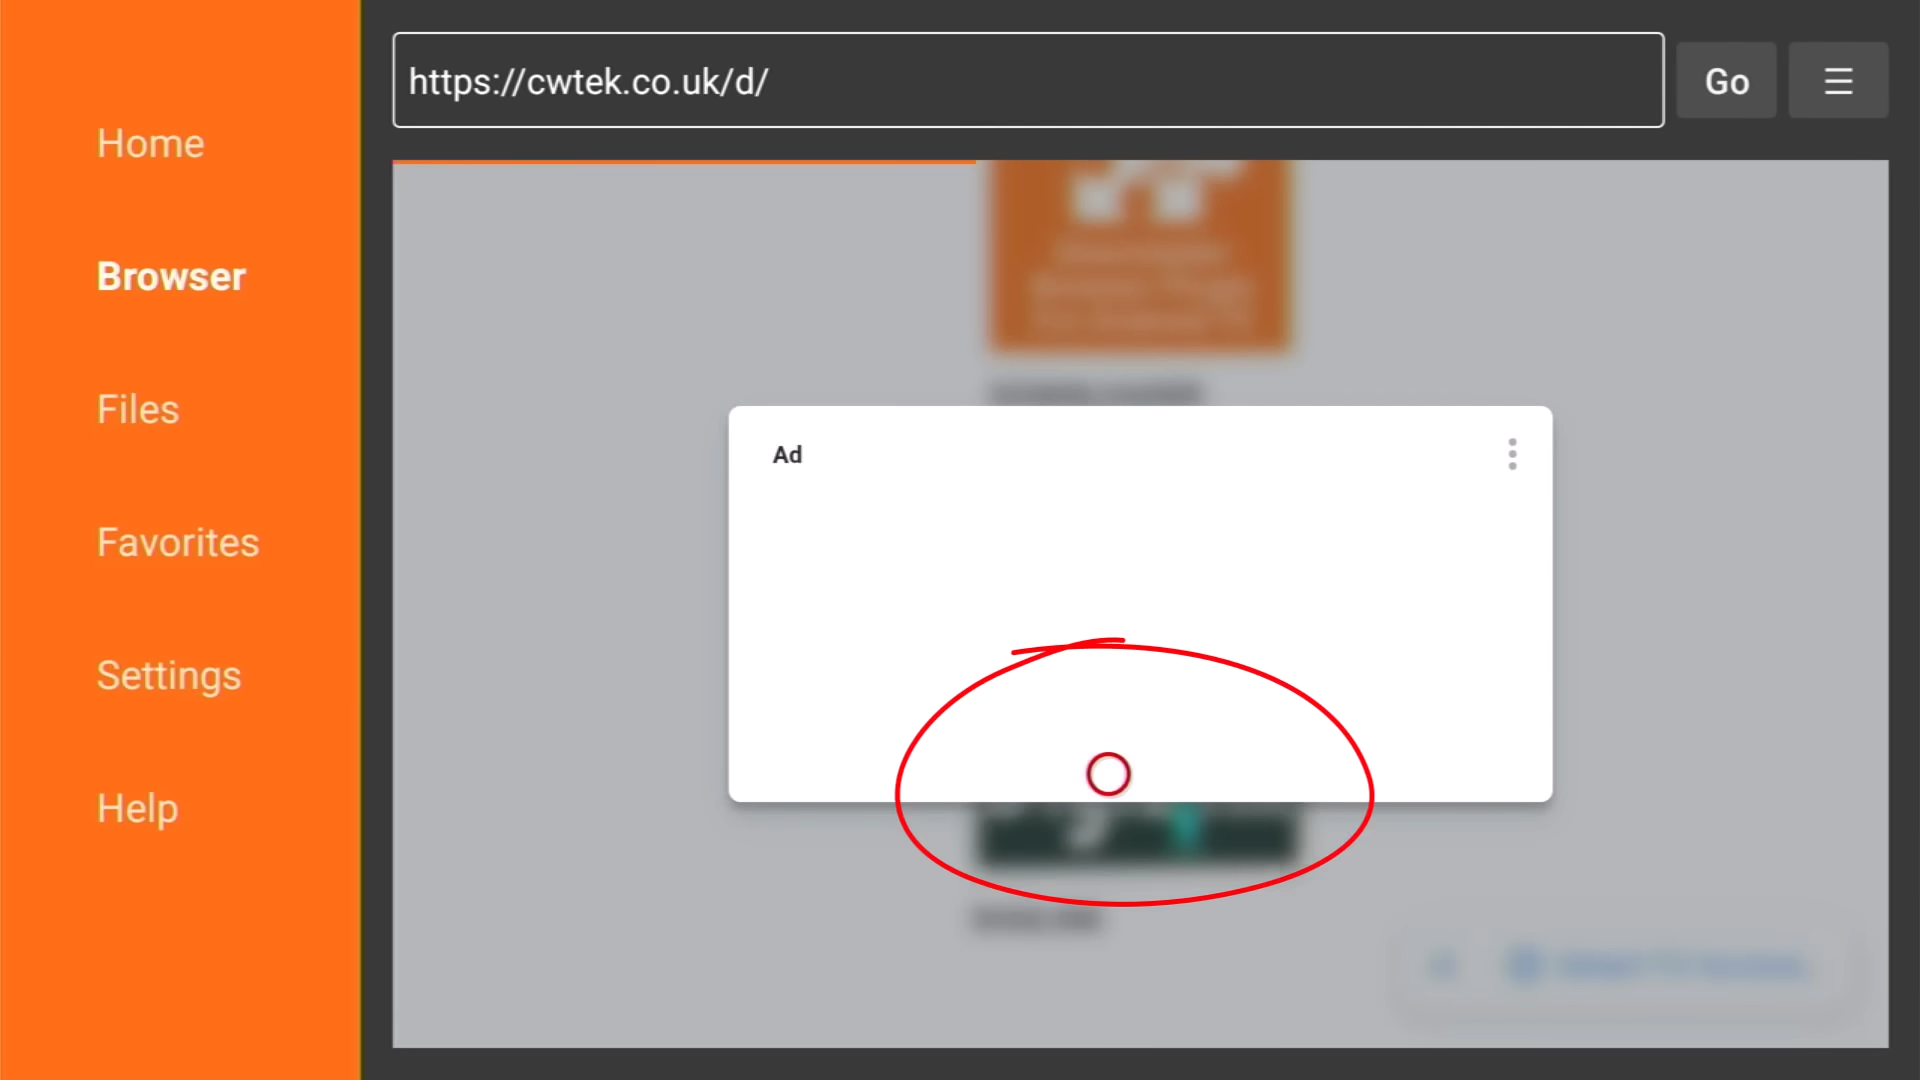 https://cwtek.co.uk/d/
Go
Home
Browser
Files
Favorites
Settings
Help
Ad